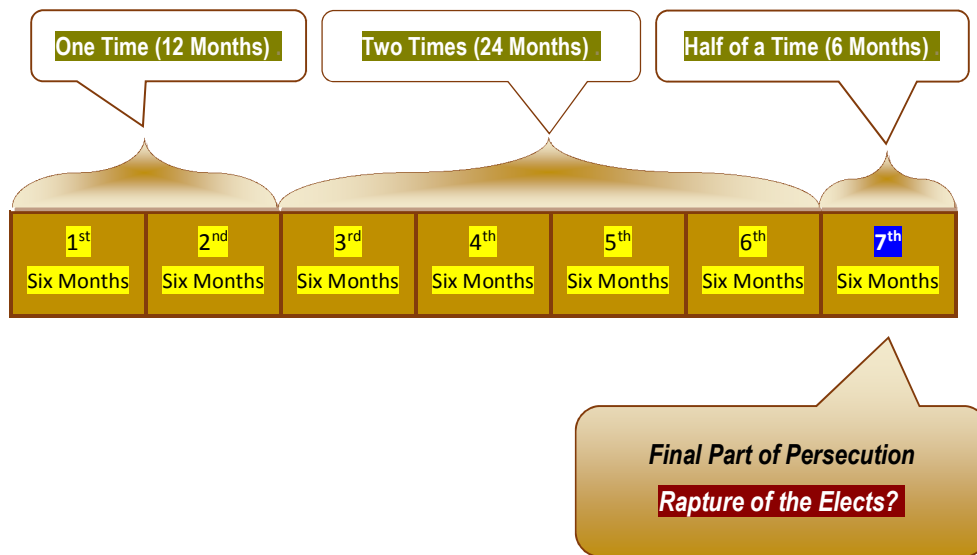 One Time (12 Months) .
Two Times (24 Months) .
Half of a Time (6 Months) .
1st
Six Months
2nd
Six Months
3rd
Six Months
4th
Six Months
5th
Six Months
6th
Six Months
7th
Six Months
Final Part of Persecution
Rapture of the Elects?